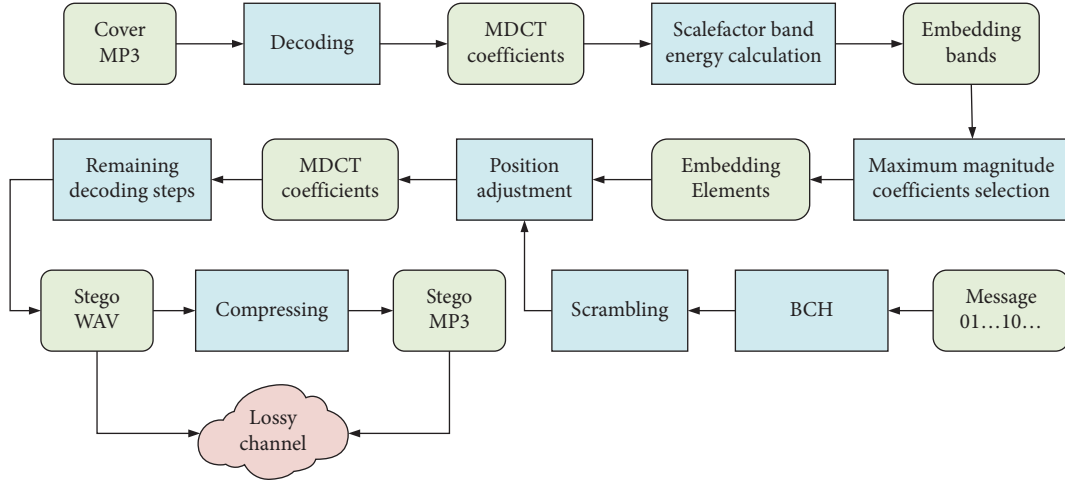 Cover
MP3
Decoding
MDCT
coefficients
Scalefactor band
energy calculation
Embedding
bands
Remaining
decoding steps
MDCT
coefficients
Position
adjustment
Embedding
Elements
Maximum magnitude
coefficients selection
Stego
WAV
Compressing
Stego
MP3
Scrambling
BCH
Message
01…10…
Lossy
channel